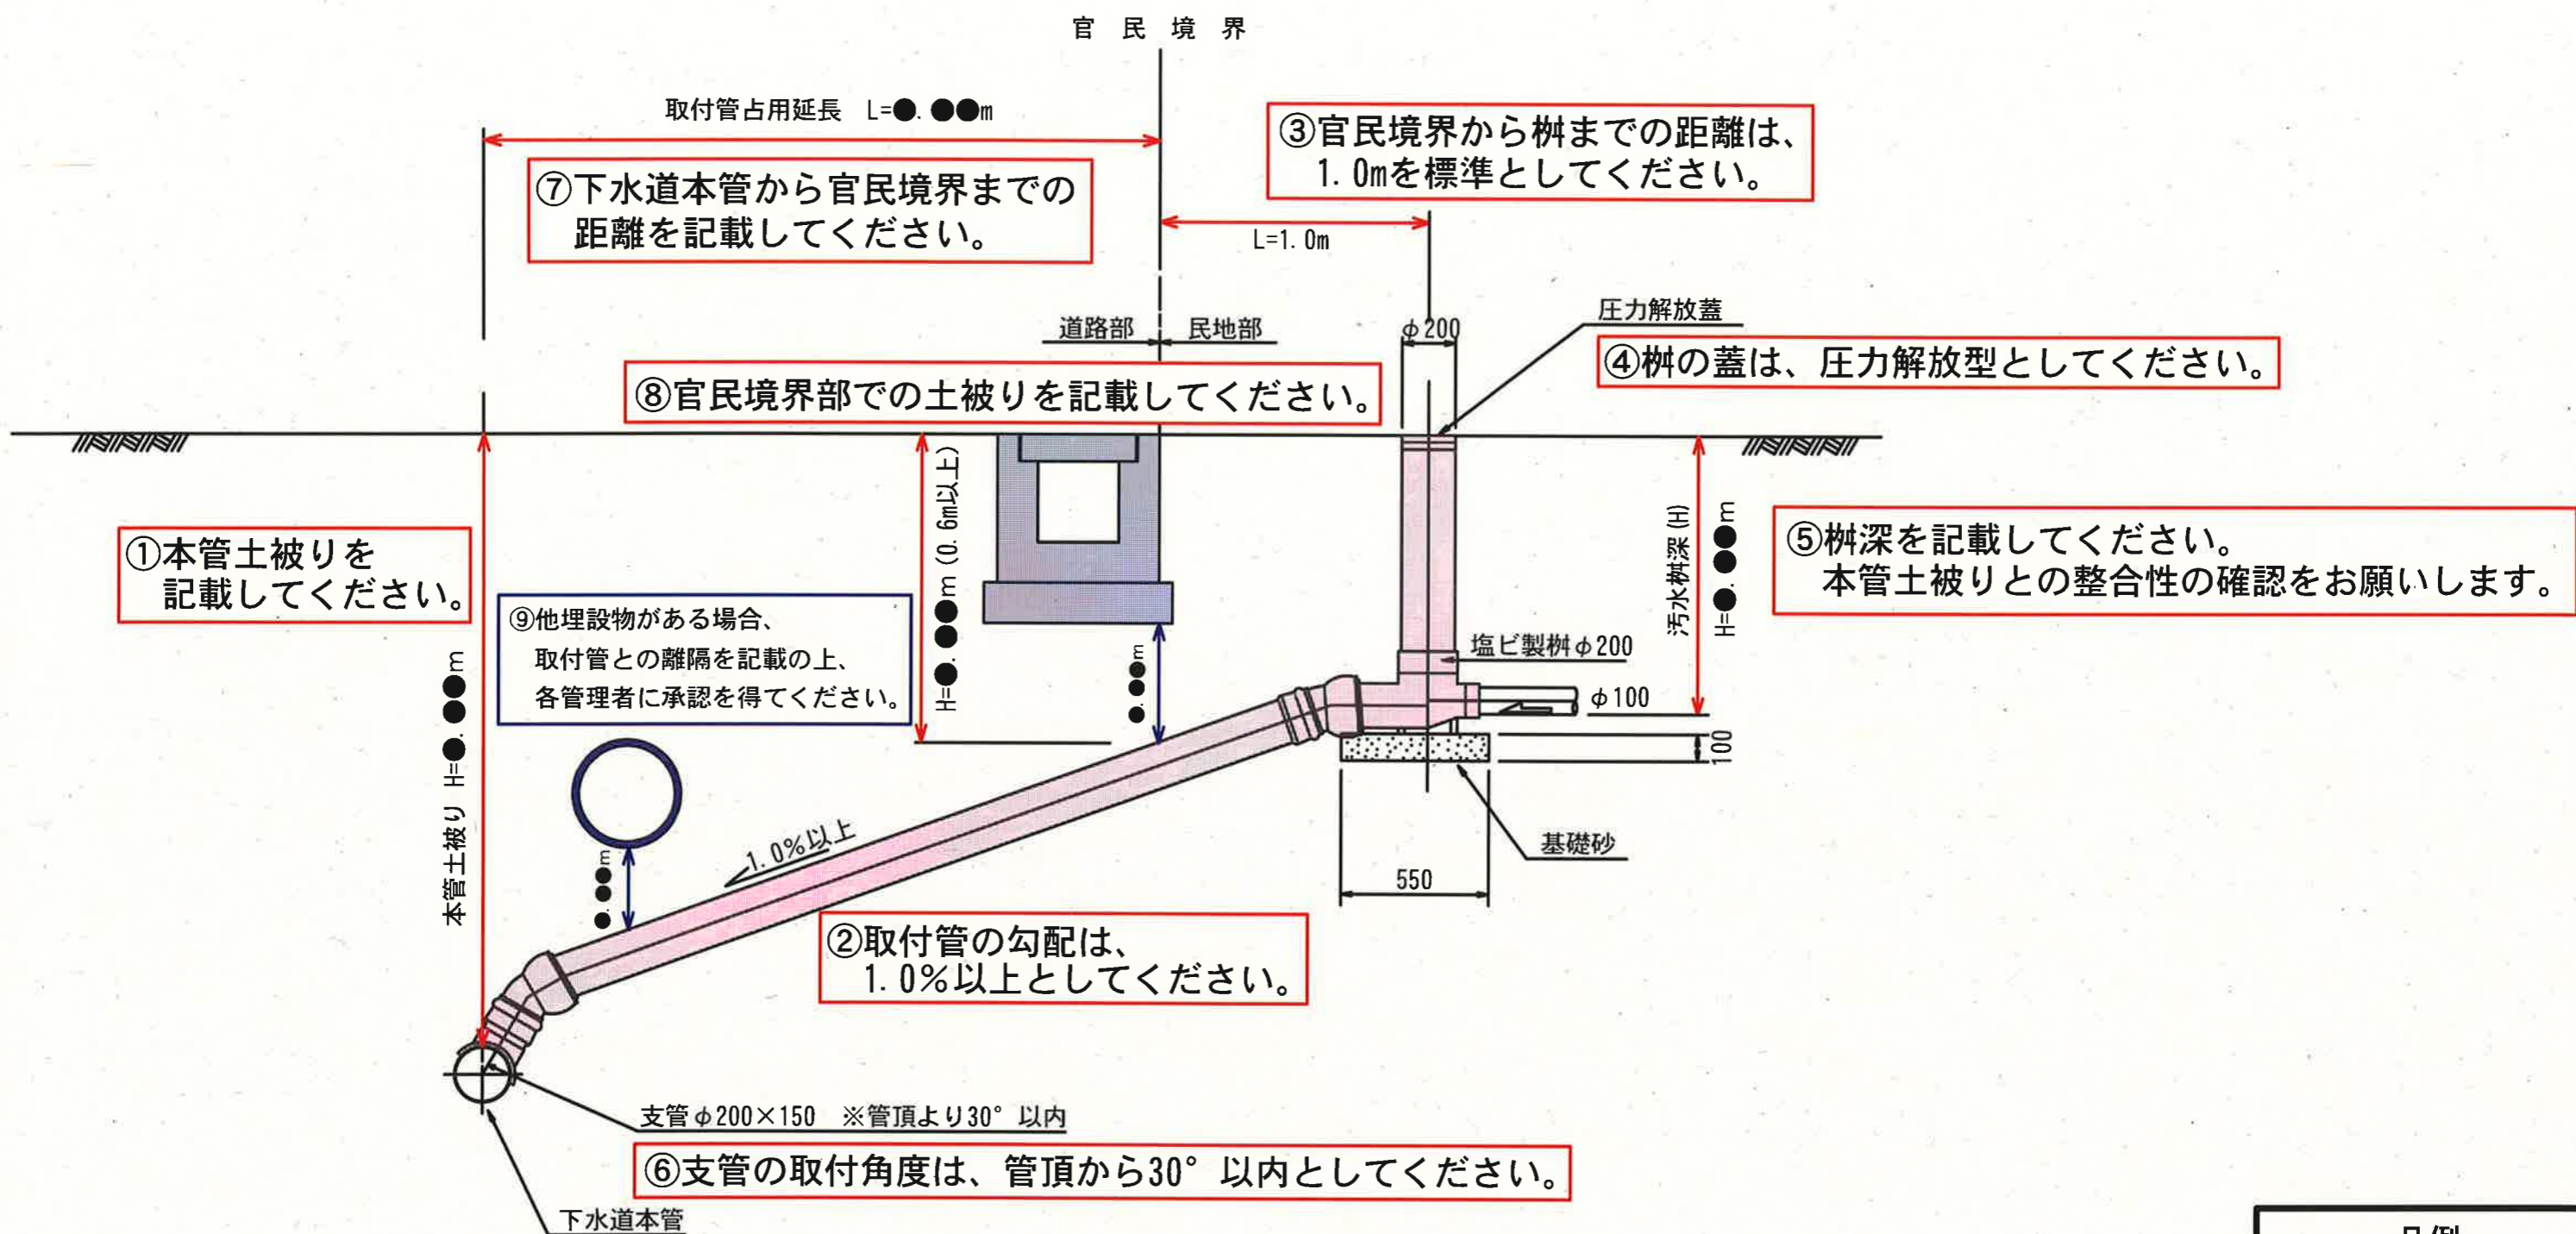 官民境界
取付管占用延長　L=●.●●m
⑦下水道本管から官民境界までの
距離を記載してください。
③官民境界から桝までの距離は、
1.0mを標準としてください。
L=1.0m
道路部
民地部
φ200
圧力解放蓋
④桝の蓋は、圧力解放型としてください。
⑧官民境界部での土被りを記載してください。
①本管土被りを
記載してください。
本管土被り H=●.●●m
⑨他埋設物がある場合、
取付管との離隔を記載の上、
各管理者に承認を得てください。
H=●.●●m(0.6m以上)
●.●●m
塩ビ製桝φ200
φ100
汚水桝深(H)
H=●.●●m
⑤桝深を記載してください。
本管土被りとの整合性の確認をお願いします。
100
基礎砂
550
1.0%以上
●.●●m
②取付管の勾配は、
1.0%以上としてください。
支管φ200×150　※管頂より30°以内
⑥支管の取付角度は、管頂から30°以内としてください。
下水道本管
凡例